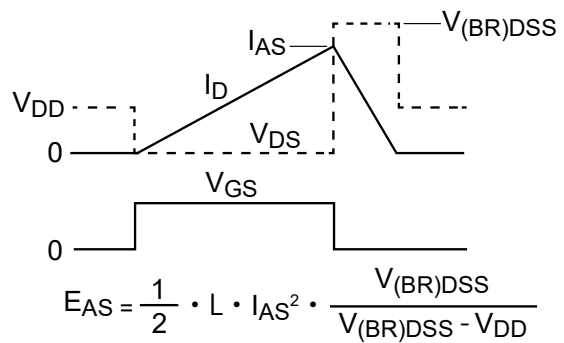 V(BR)DSS
IAS
ID
VDD
VDS
0
VGS
0
EAS = 1/2 · L · IAS² · V(BR)DSS / V(BR)DSS - VDD